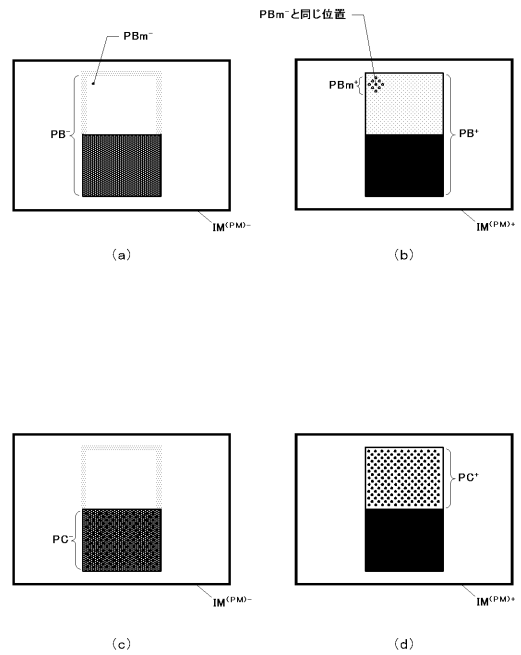 PBm⁻
PB⁻
IM⁽ᴾᴹ⁾⁻
(a)
PBm⁻と同じ位置
PBm⁺
PB⁺
IM⁽ᴾᴹ⁾⁺
(b)
PC⁻
IM⁽ᴾᴹ⁾⁻
(c)
PC⁺
IM⁽ᴾᴹ⁾⁺
(d)